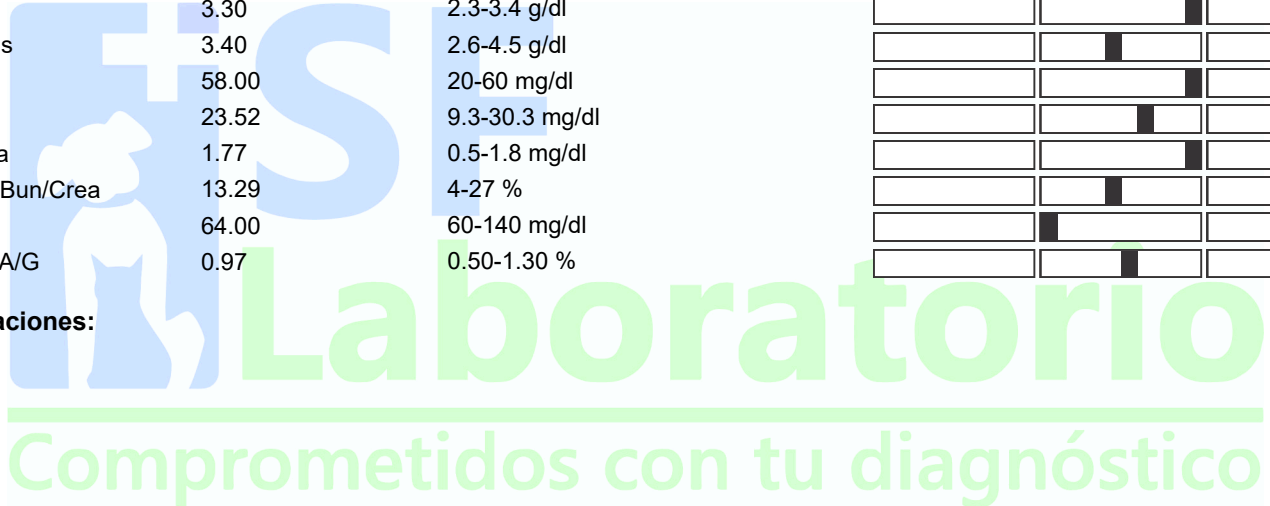 3.30 2.3-3.4 g/dl
s 3.40 2.6-4.5 g/dl
58.00 20-60 mg/dl
23.52 9.3-30.3 mg/dl
a 1.77 0.5-1.8 mg/dl
Bun/Crea 13.29 4-27 %
64.00 60-140 mg/dl
A/G 0.97 0.50-1.30 %
aciones:
SF
Laboratorio
Comprometidos con tu diagnóstico